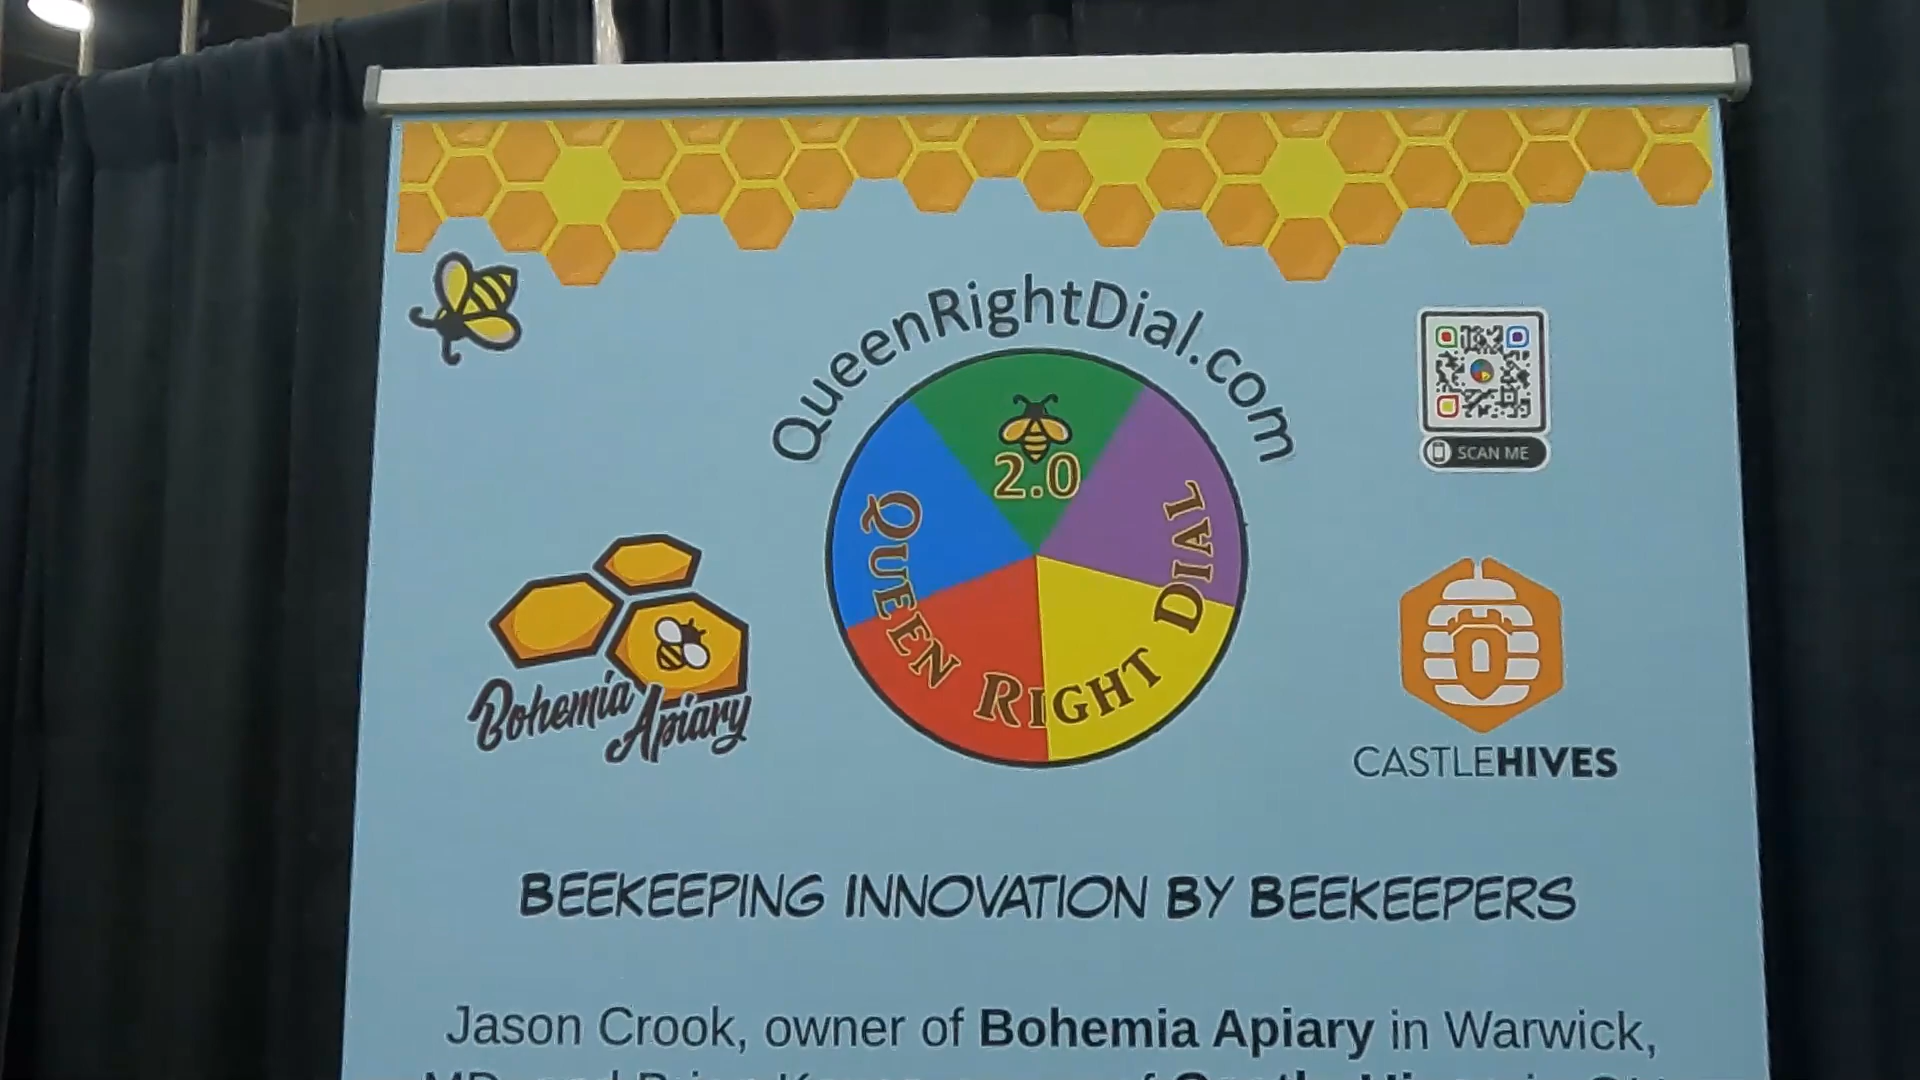 QueenRightDial.com
2.0
QUEEN RIGHT DIAL
SCAN ME
Bohemia Apiary
CASTLEHIVES
BEEKEEPING INNOVATION BY BEEKEEPERS
Jason Crook, owner of Bohemia Apiary in Warwick,